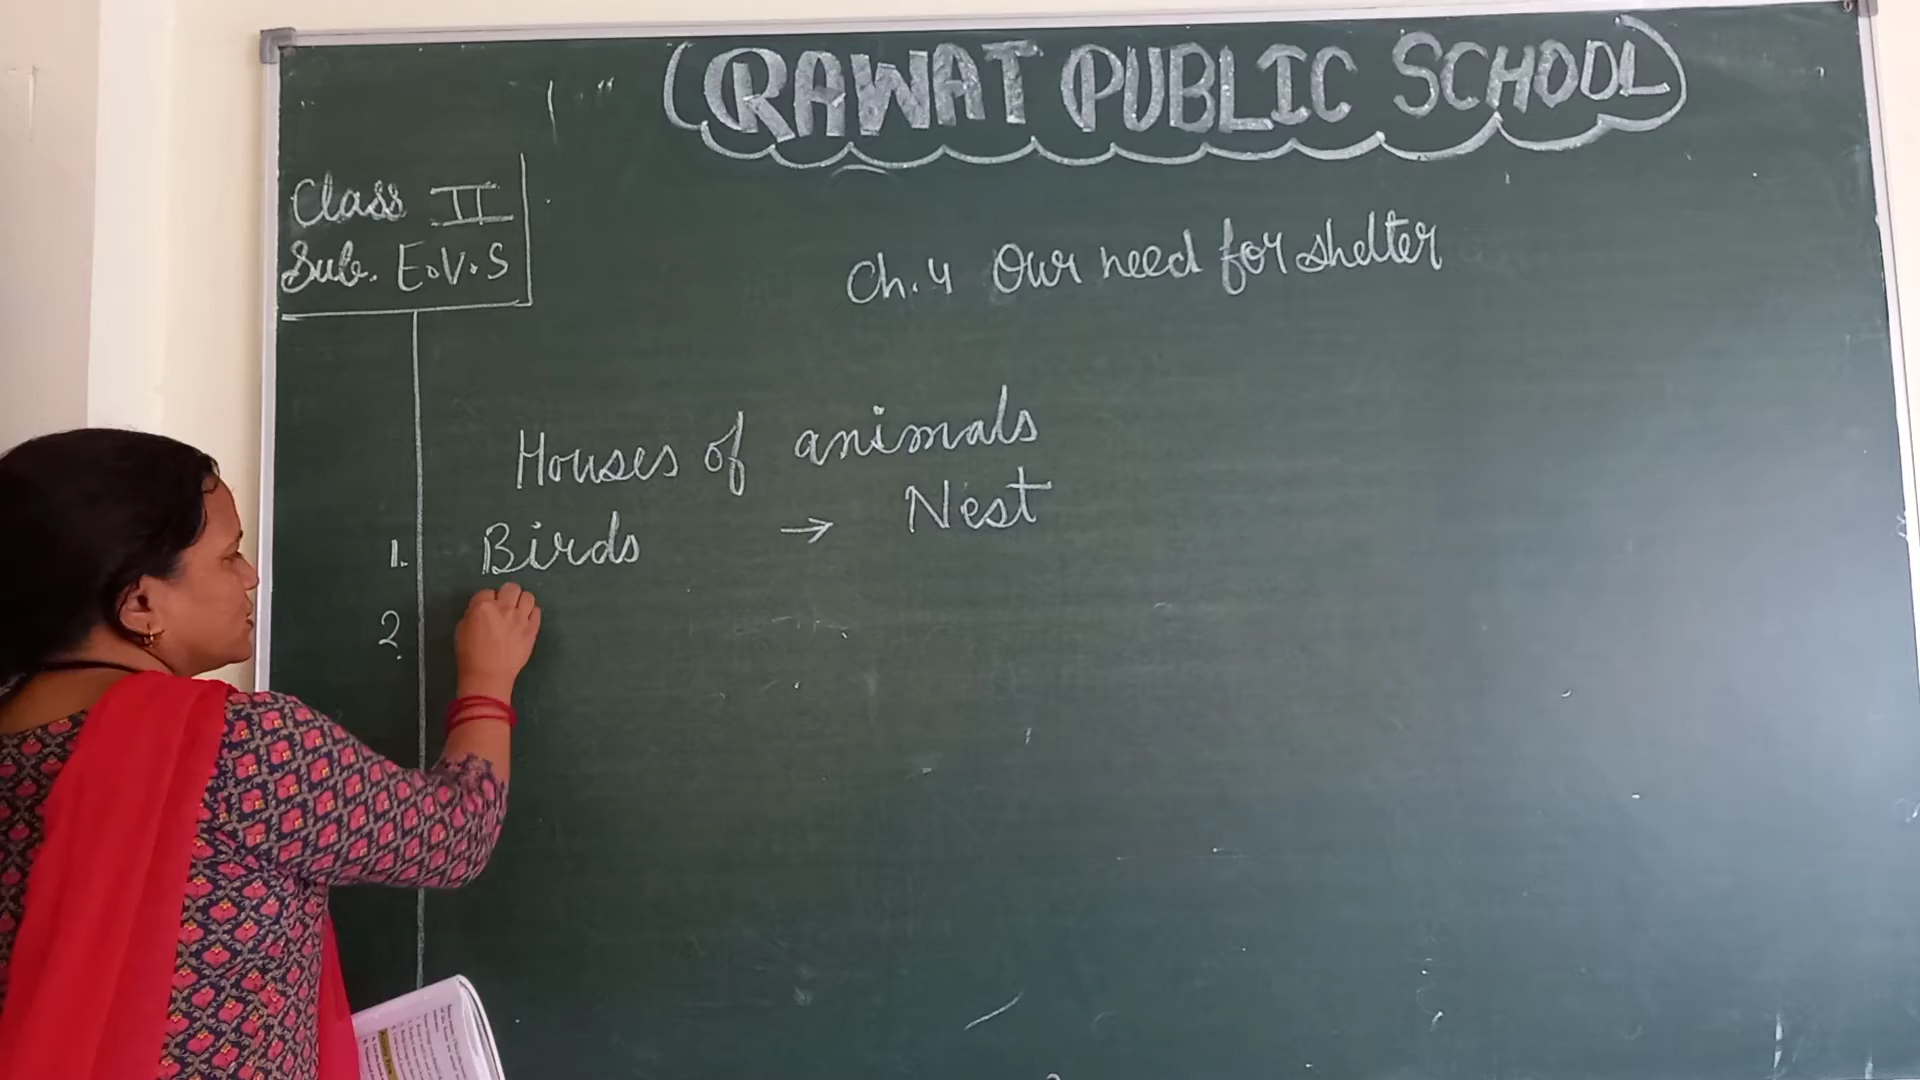 RAWAT PUBLIC SCHOOL
Class II
Sub. E.V.S
Ch. 4 Our need for shelter
Houses of animals
1. Birds → Nest
2.